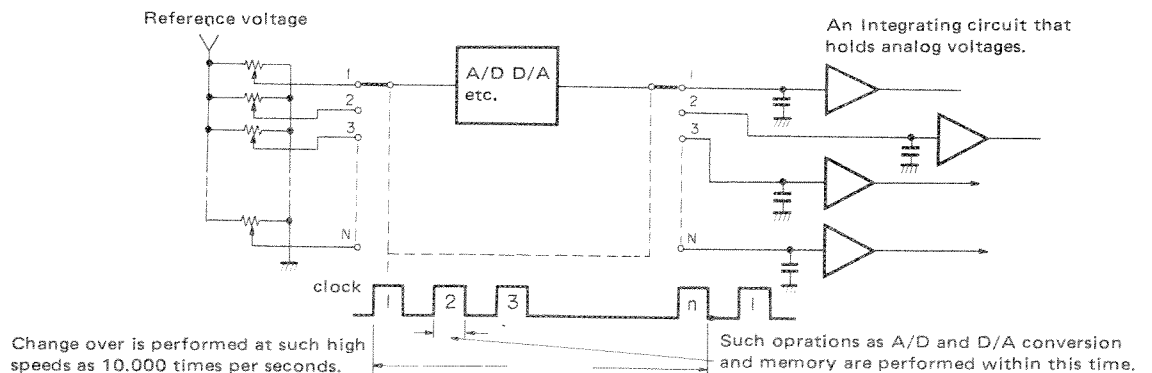 Reference voltage
An Integrating circuit that
holds analog voltages.
1
2
3
N
A/D D/A
etc.
1
2
3
N
clock
1
2
3
n
1
Change over is performed at such high
speeds as 10.000 times per seconds.
Such oprations as A/D and D/A conversion
and memory are performed within this time.